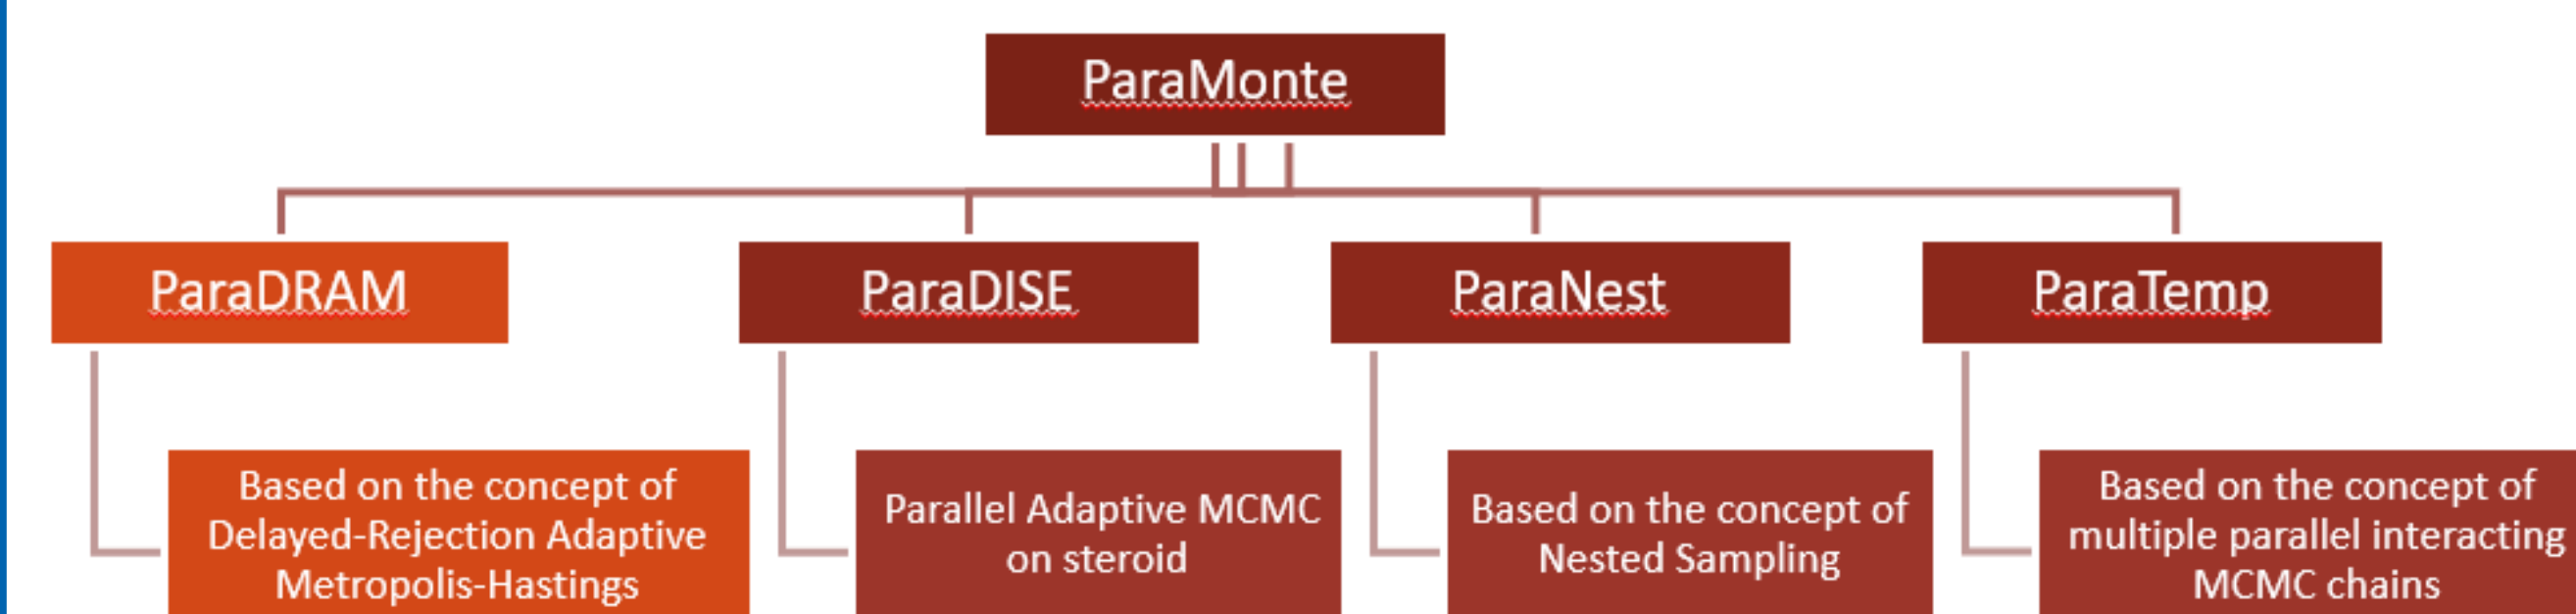 ParaMonte
ParaDRAM
ParaDISE
ParaNest
ParaTemp
Based on the concept of
Delayed-Rejection Adaptive
Metropolis-Hastings
Parallel Adaptive MCMC
on steroid
Based on the concept of
Nested Sampling
Based on the concept of
multiple parallel interacting
MCMC chains